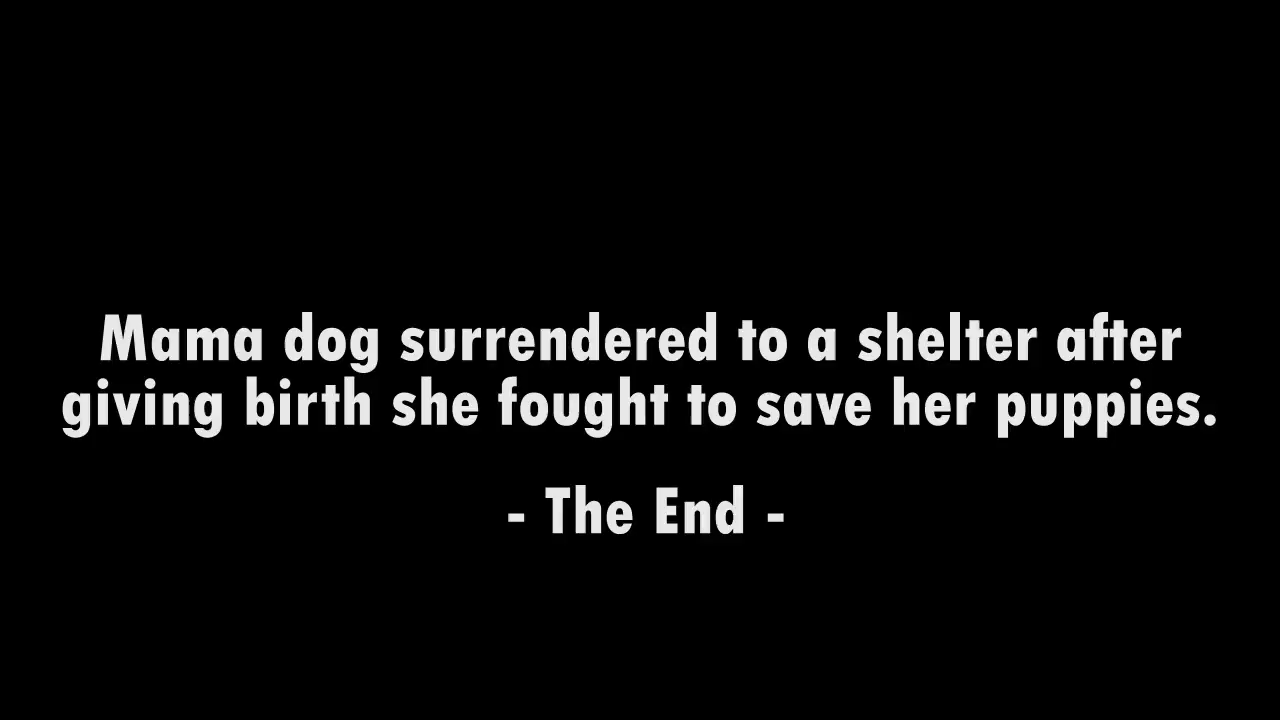 Mama dog surrendered to a shelter after
giving birth she fought to save her puppies.
- The End -